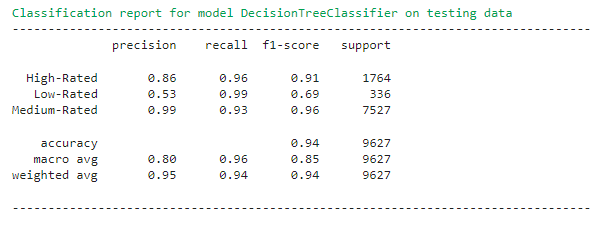 Classification report for model DecisionTreeClassifier on testing data
--------------------------------------------------------------------------------
precision recall f1-score support
High-Rated 0.86 0.96 0.91 1764
Low-Rated 0.53 0.99 0.69 336
Medium-Rated 0.99 0.93 0.96 7527
accuracy 0.94 9627
macro avg 0.80 0.96 0.85 9627
weighted avg 0.95 0.94 0.94 9627
--------------------------------------------------------------------------------